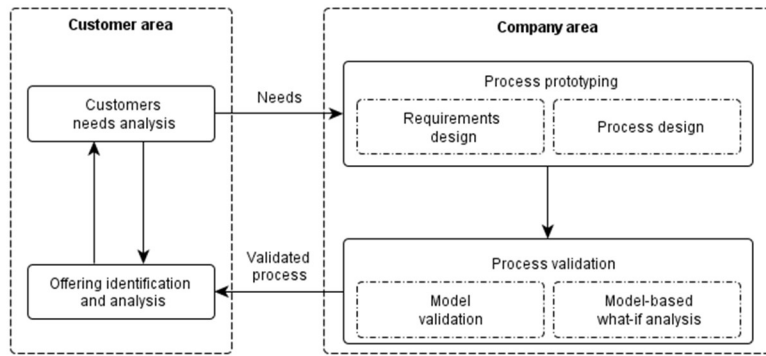 Customer area
Customers
needs analysis
Offering identification
and analysis
Needs
Validated
process
Company area
Process prototyping
Requirements
design
Process design
Process validation
Model
validation
Model-based
what-if analysis